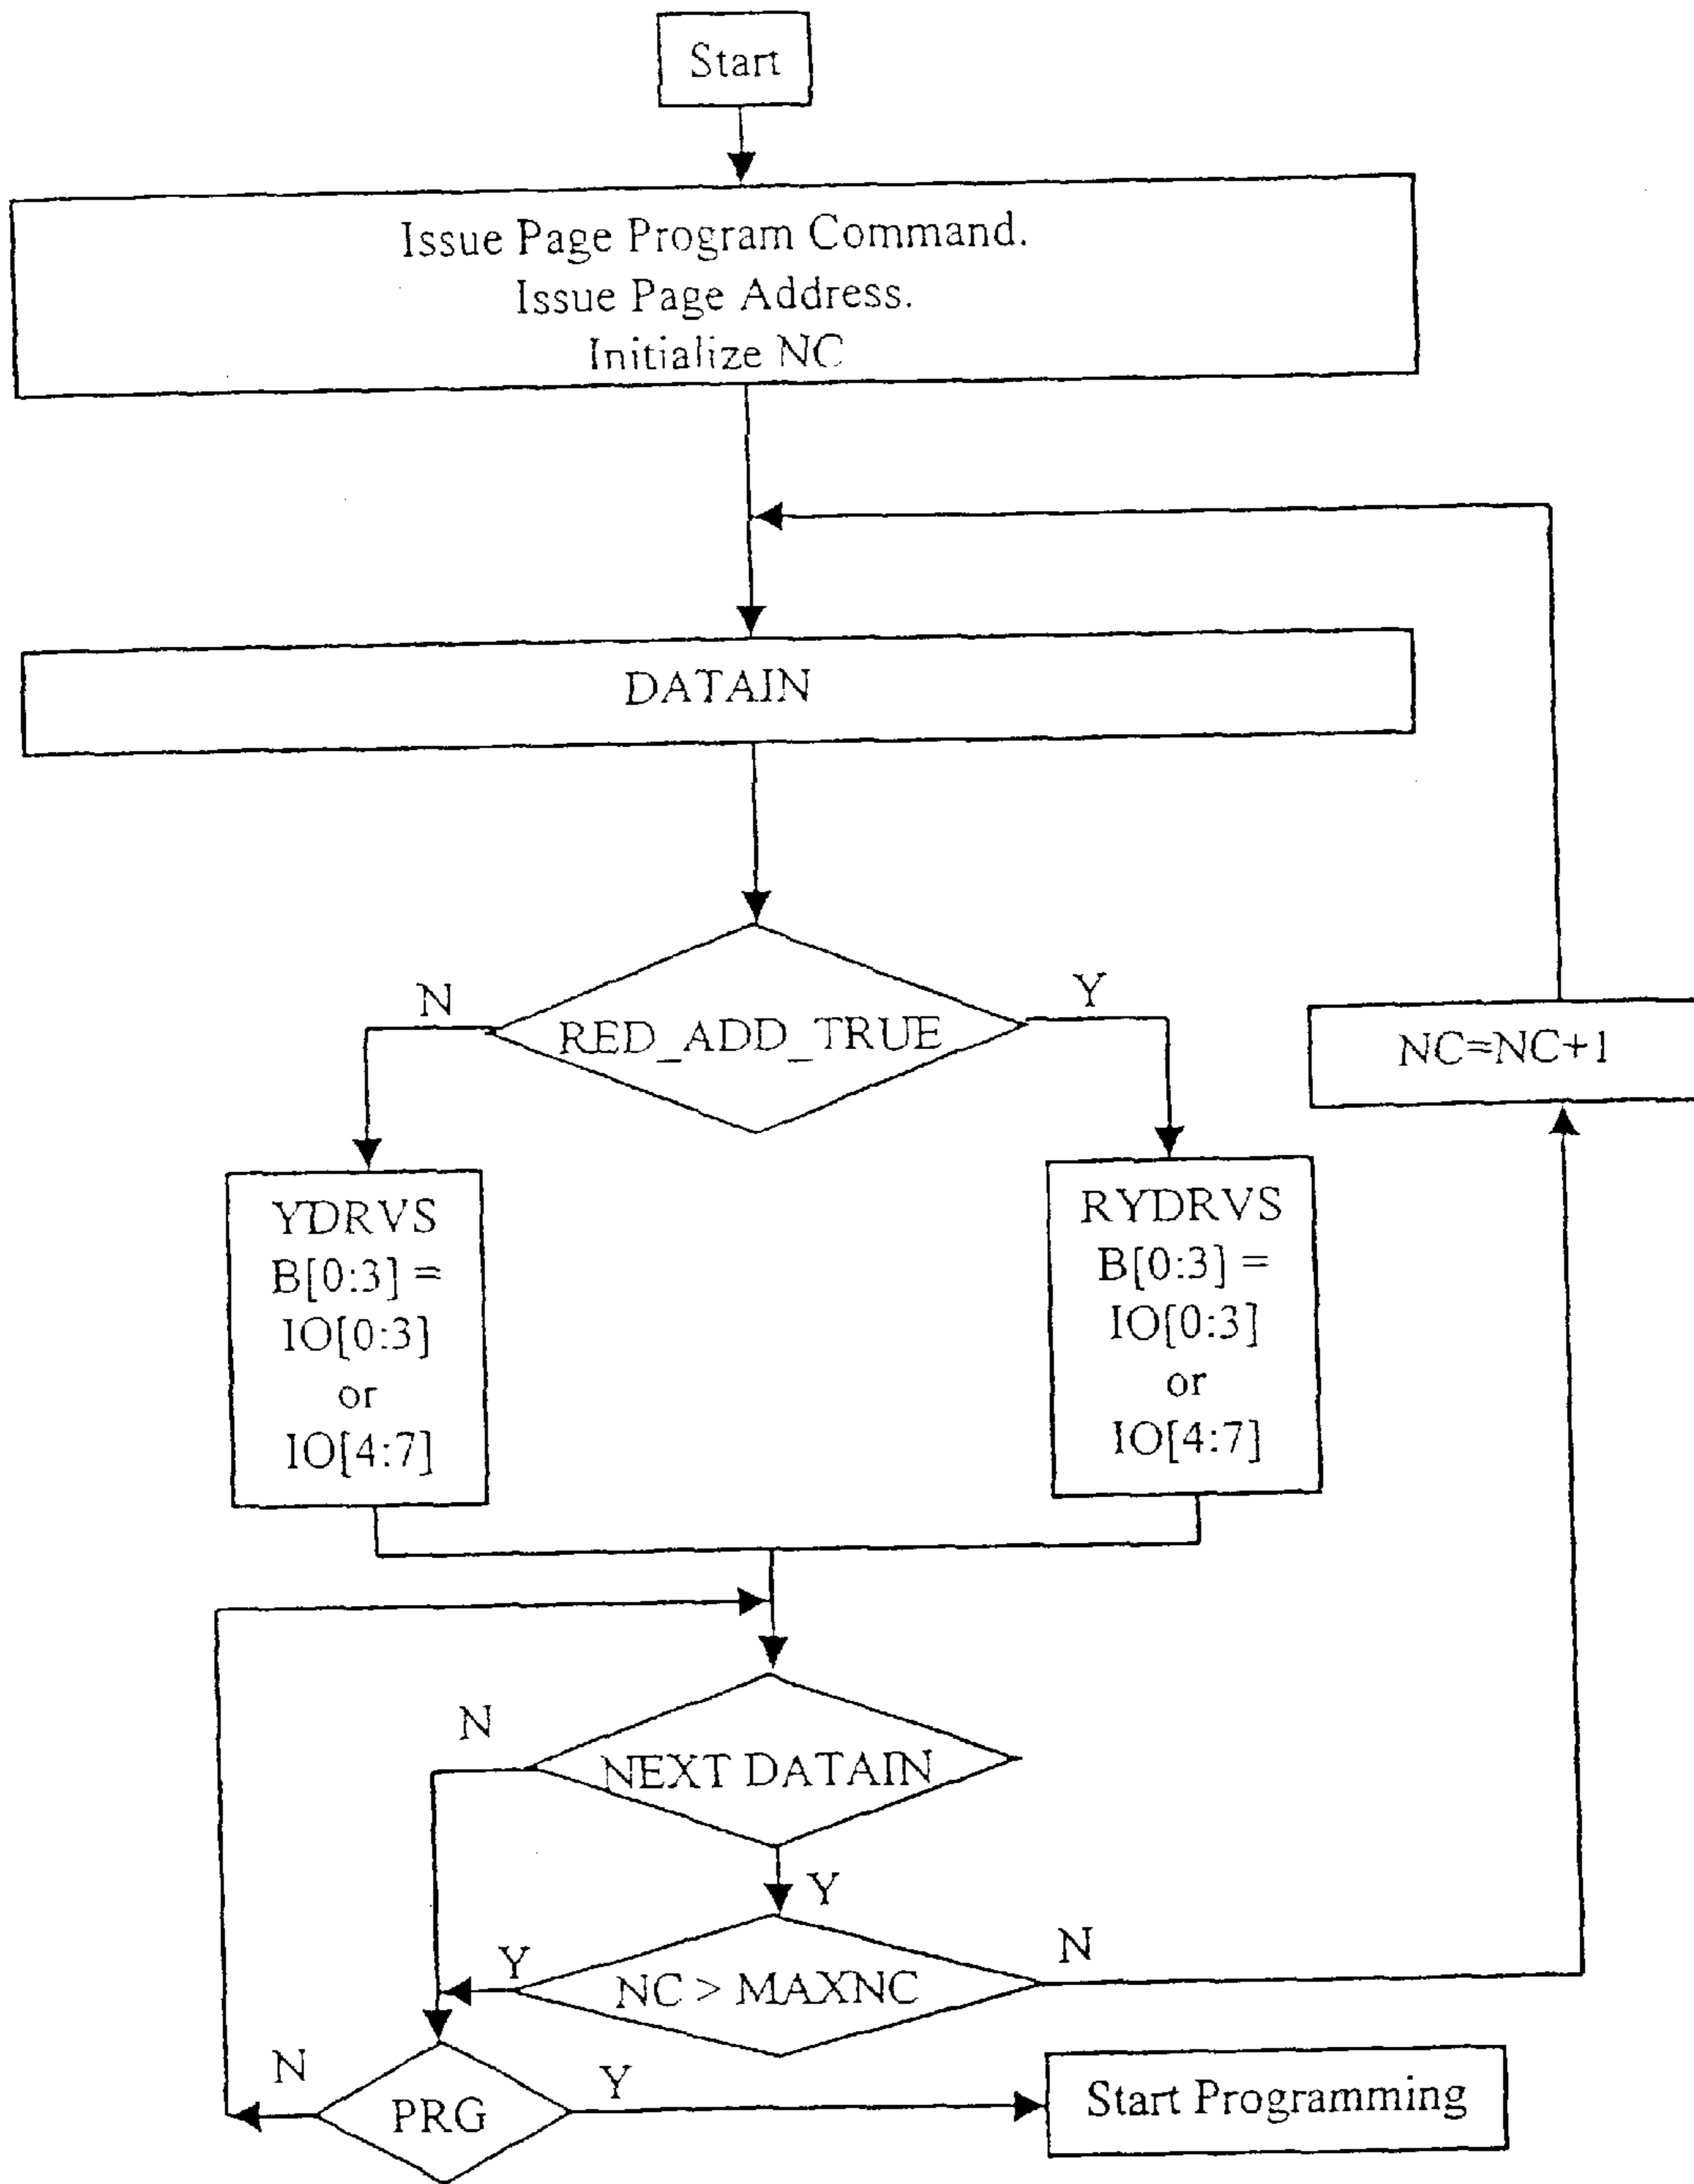 Start
Issue Page Program Command.
Issue Page Address.
Initialize NC
DATAIN
N
Y
RED_ADD_TRUE
NC=NC+1
YDRVS
B[0:3] =
IO[0:3]
or
IO[4:7]
RYDRVS
B[0:3] =
IO[0:3]
or
IO[4:7]
N
NEXT DATAIN
Y
Y
NC > MAXNC
N
N
PRG
Y
Start Programming